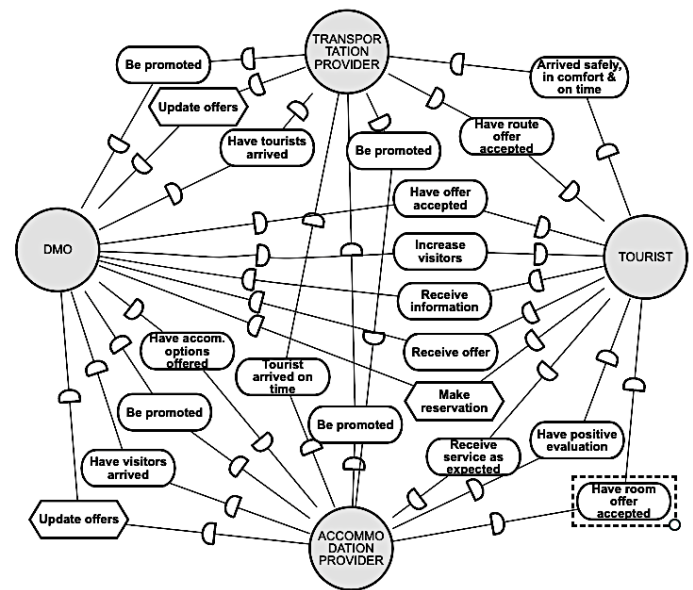 TRANSPOR
TATION
PROVIDER
Be promoted
Arrived safely,
in comfort &
on time
Update offers
Have tourists
arrived
Have route
offer
accepted
Be promoted
Have offer
accepted
DMO
Increase
visitors
TOURIST
Receive
information
Have accom.
options
offered
Receive offer
Tourist
arrived on
time
Make
reservation
Be promoted
Be promoted
Have positive
evaluation
Receive
service as
expected
Have visitors
arrived
Have room
offer
accepted
Update offers
ACCOMMO
DATION
PROVIDER